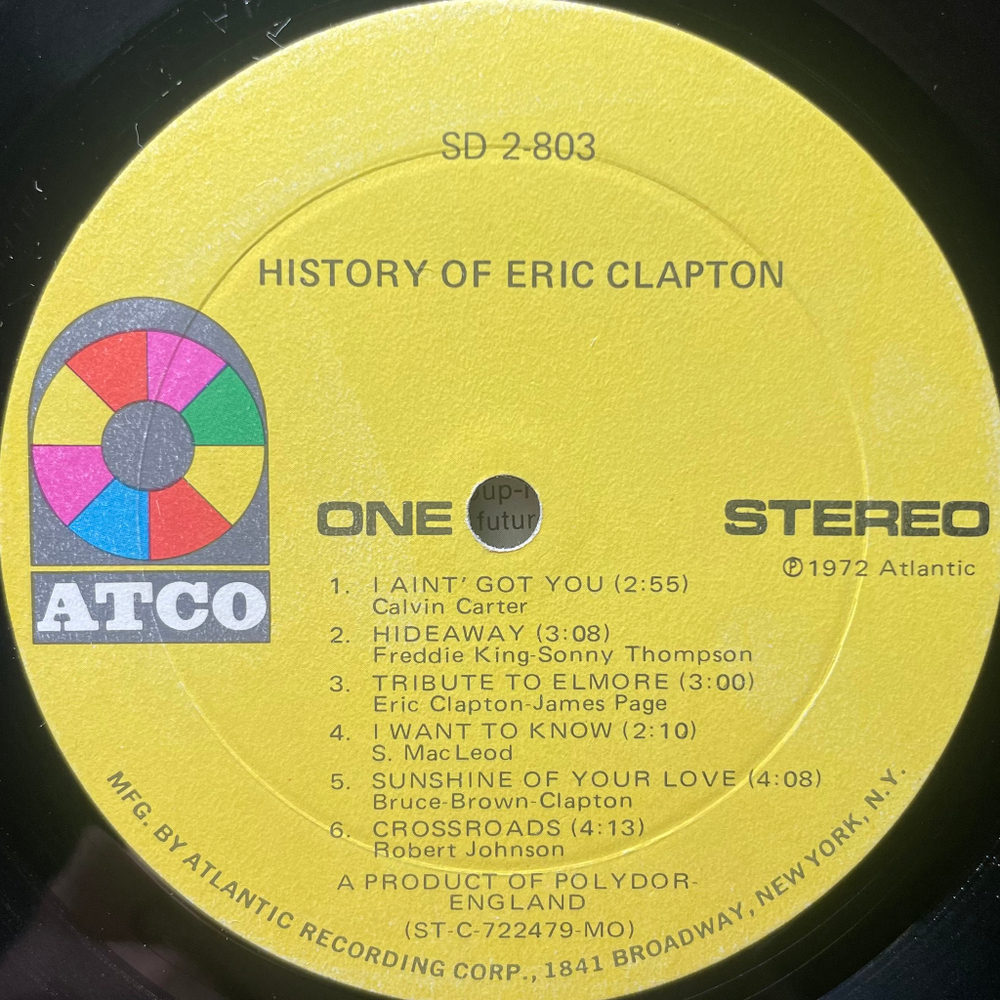 SD 2-803
HISTORY OF ERIC CLAPTON
ATCO
ONE
STEREO
℗ 1972 Atlantic
1. I AINT' GOT YOU (2:55)
Calvin Carter
2. HIDEAWAY (3:08)
Freddie King-Sonny Thompson
3. TRIBUTE TO ELMORE (3:00)
Eric Clapton-James Page
4. I WANT TO KNOW (2:10)
S. MacLeod
5. SUNSHINE OF YOUR LOVE (4:08)
Bruce-Brown-Clapton
6. CROSSROADS (4:13)
Robert Johnson
A PRODUCT OF POLYDOR-
ENGLAND
(ST-C-722479-MO)
MFG. BY ATLANTIC RECORDING CORP., 1841 BROADWAY, NEW YORK, N.Y.